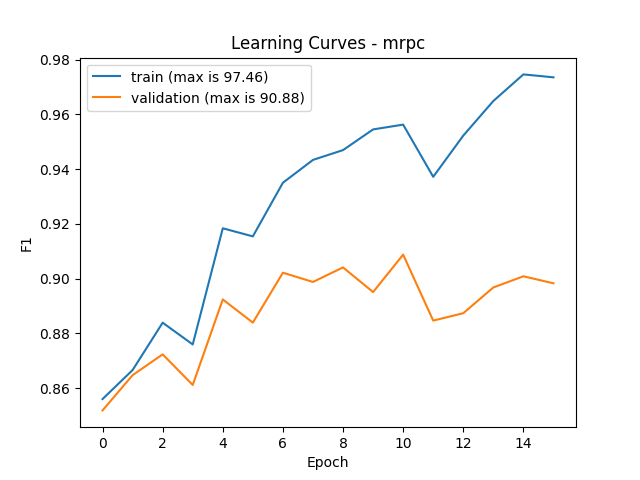 Learning Curves - mrpc
train (max is 97.46)
validation (max is 90.88)
F1
0.98
0.96
0.94
0.92
0.90
0.88
0.86
0 2 4 6 8 10 12 14
Epoch